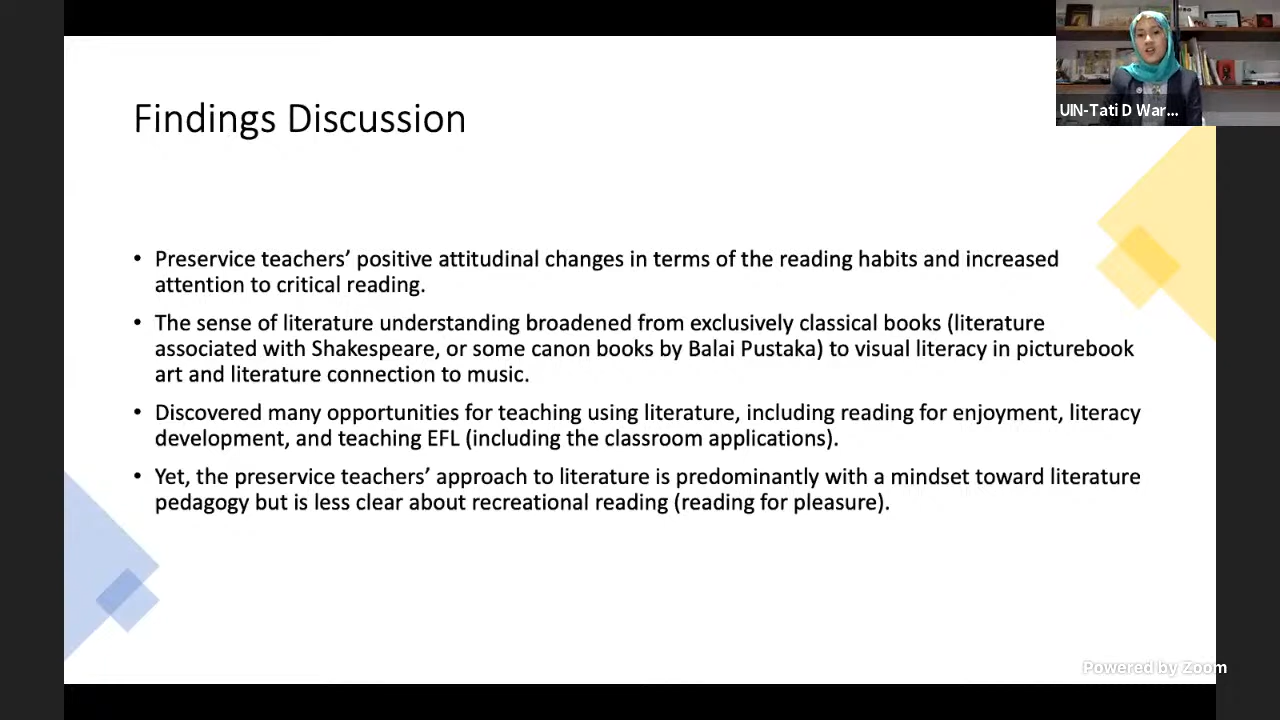 UIN-Tati D War...
Findings Discussion
• Preservice teachers’ positive attitudinal changes in terms of the reading habits and increased
attention to critical reading.
• The sense of literature understanding broadened from exclusively classical books (literature
associated with Shakespeare, or some canon books by Balai Pustaka) to visual literacy in picturebook
art and literature connection to music.
• Discovered many opportunities for teaching using literature, including reading for enjoyment, literacy
development, and teaching EFL (including the classroom applications).
• Yet, the preservice teachers’ approach to literature is predominantly with a mindset toward literature
pedagogy but is less clear about recreational reading (reading for pleasure).
Powered by Zoom